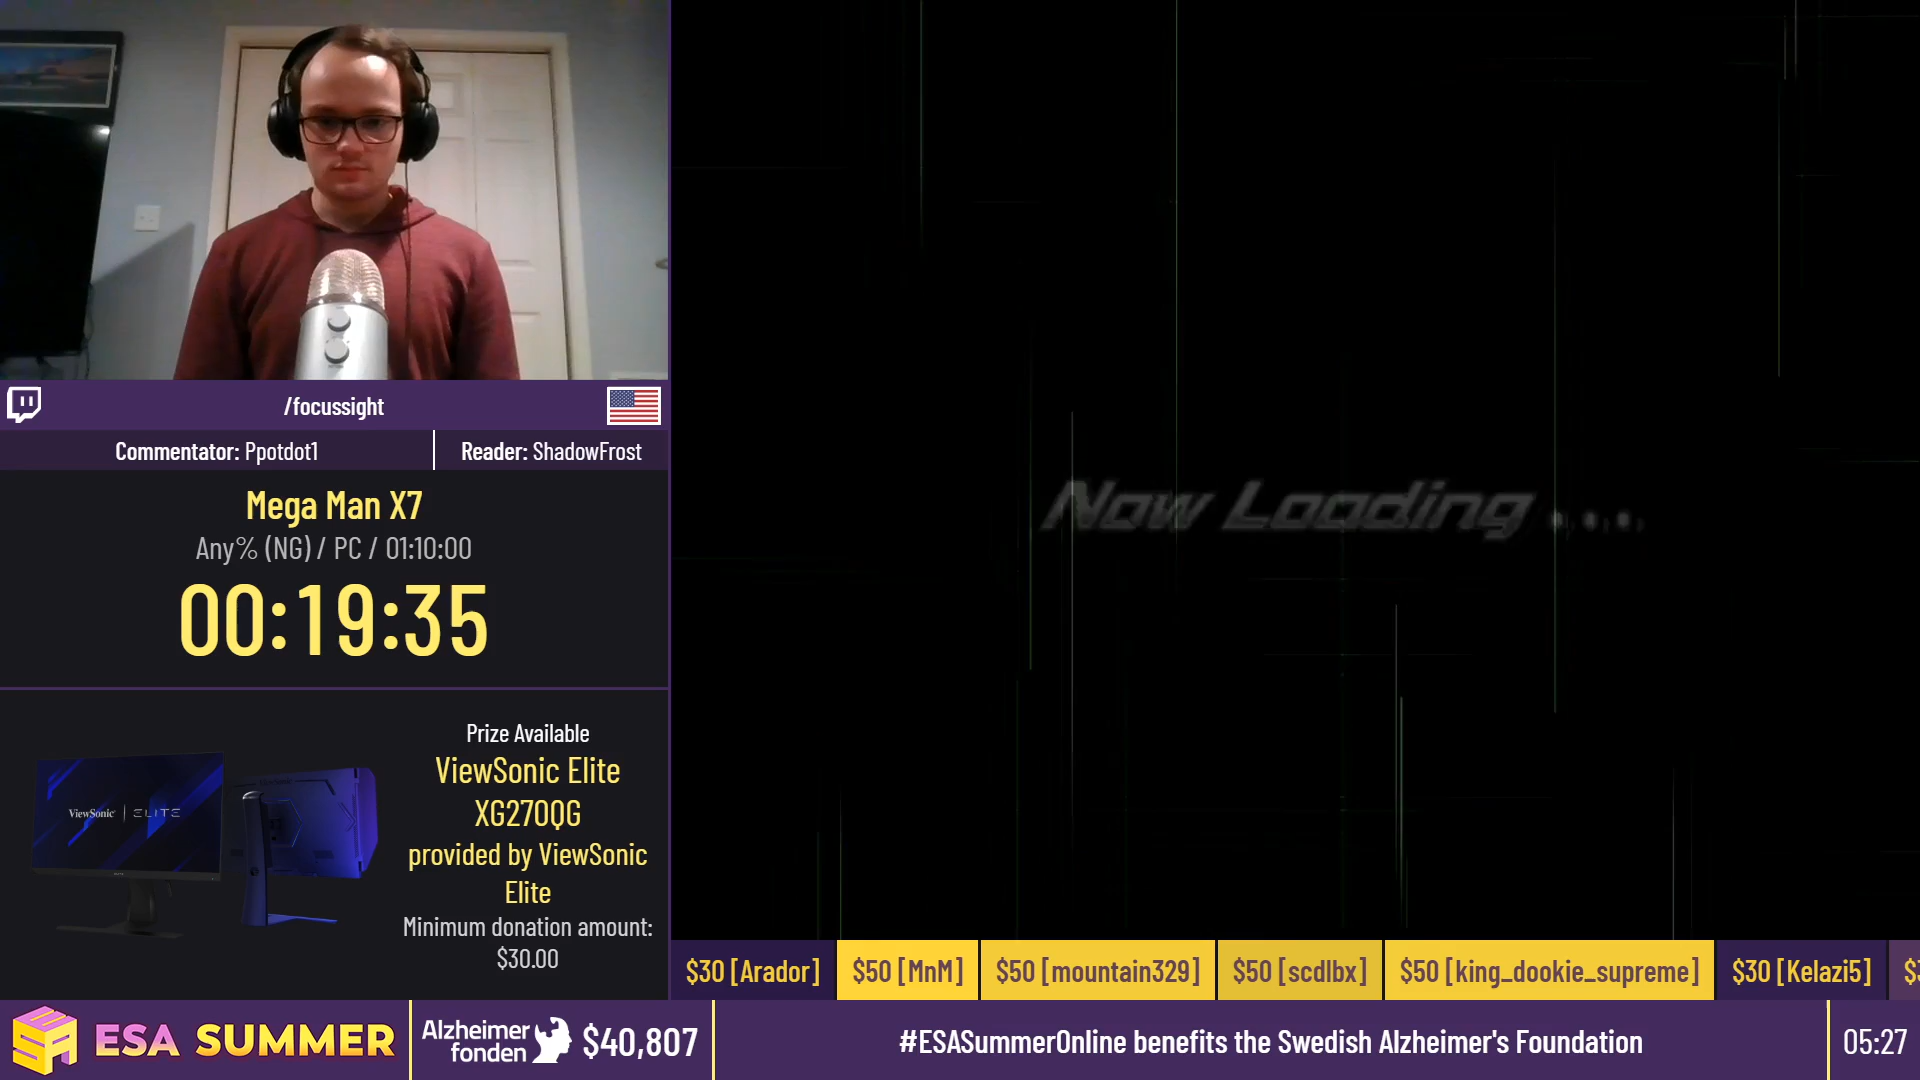 /focussight
Commentator: Ppotdot1
Reader: ShadowFrost
Mega Man X7
Any% (NG) / PC / 01:10:00
00:19:35
Prize Available
ViewSonic Elite
XG270QG
provided by ViewSonic
Elite
Minimum donation amount:
$30.00
ViewSonic | ELITE
Now Loading ....
$30 [Arador]
$50 [MnM]
$50 [mountain329]
$50 [scdlbx]
$50 [king_dookie_supreme]
$30 [Kelazi5]
ESA SUMMER
Alzheimer
fonden
$40,807
#ESASummerOnline benefits the Swedish Alzheimer's Foundation
05:27